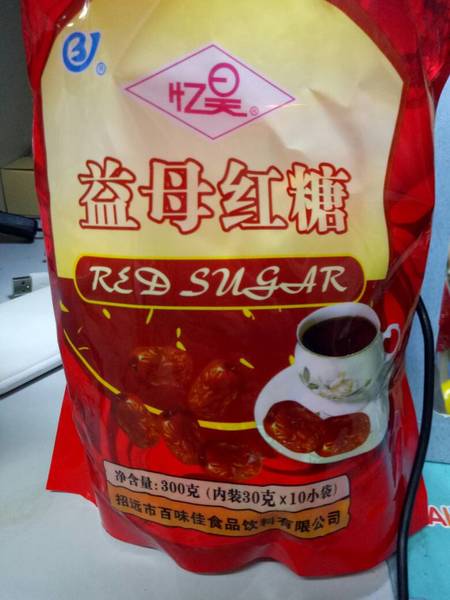 ®
忆昊®
益母红糖
RED SUGAR
净含量:300克（内装30克×10小袋）
招远市百味佳食品饮料有限公司